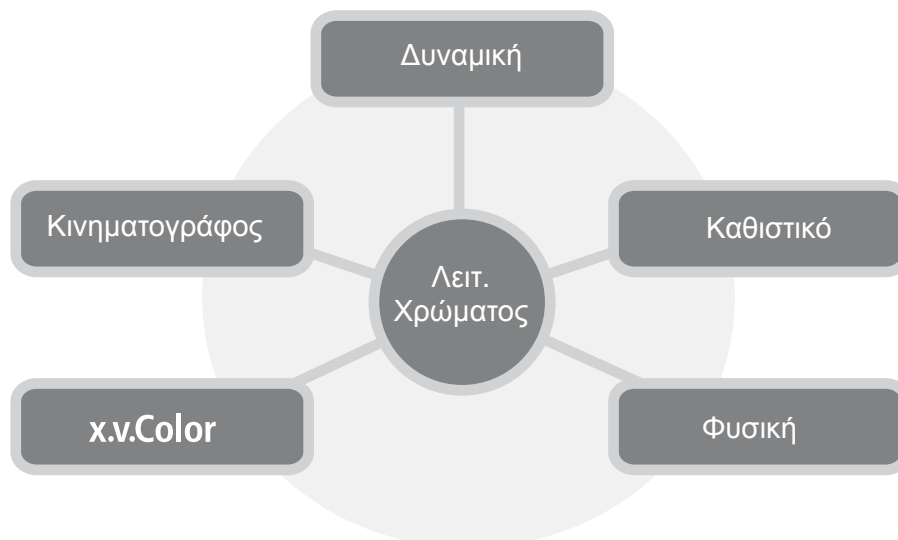 Δυναμική
Κινηματογράφος
Καθιστικό
Λειτ.
Χρώματος
x.v.Color
Φυσική